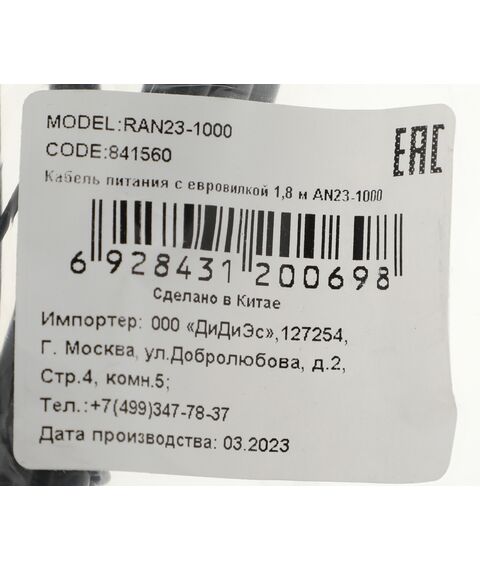 MODEL:RAN23-1000
CODE:841560
EAC
Кабель питания с евровилкой 1,8 м AN23-1000
6 928431 200698
Сделано в Китае
Импортер: ООО «ДиДиЭс»,127254,
Г. Москва, ул.Добролюбова, д.2,
Стр.4, комн.5;
Тел.:+7(499)347-78-37
Дата производства: 03.2023